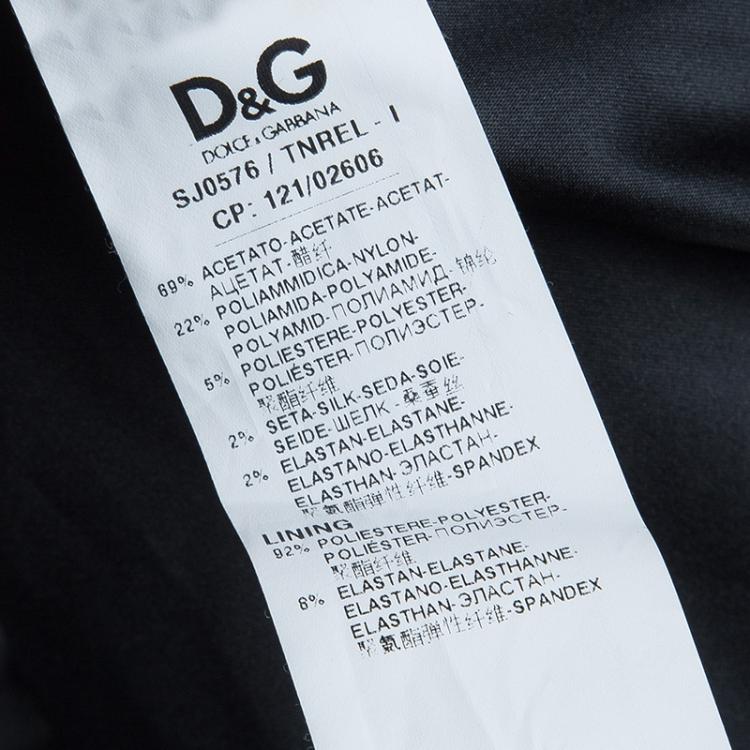 D&G
DOLCE & GABBANA
SJ0576 / TNREL - I
CP: 121/02606
69% ACETATO-ACETATE-ACETAT-
АЦЕТАТ-醋纤
22% POLIAMMIDICA-NYLON-
POLIAMIDA-POLYAMIDE-
POLYAMID-ПОЛИАМИД-锦纶
5% POLIESTERE-POLYESTER-
POLIÉSTER-ПОЛИЭСТЕР-
聚酯纤维
2% SETA-SILK-SEDA-SOIE-
SEIDE-ШЕЛК-桑蚕丝
2% ELASTAN-ELASTANE-
ELASTANO-ELASTHANNE-
ELASTHAN-ЭЛАСТАН-
聚氨酯弹性纤维-SPANDEX
LINING
92% POLIESTERE-POLYESTER-
POLIÉSTER-ПОЛИЭСТЕР-
聚酯纤维
8% ELASTAN-ELASTANE-
ELASTANO-ELASTHANNE-
ELASTHAN-ЭЛАСТАН-
聚氨酯弹性纤维-SPANDEX